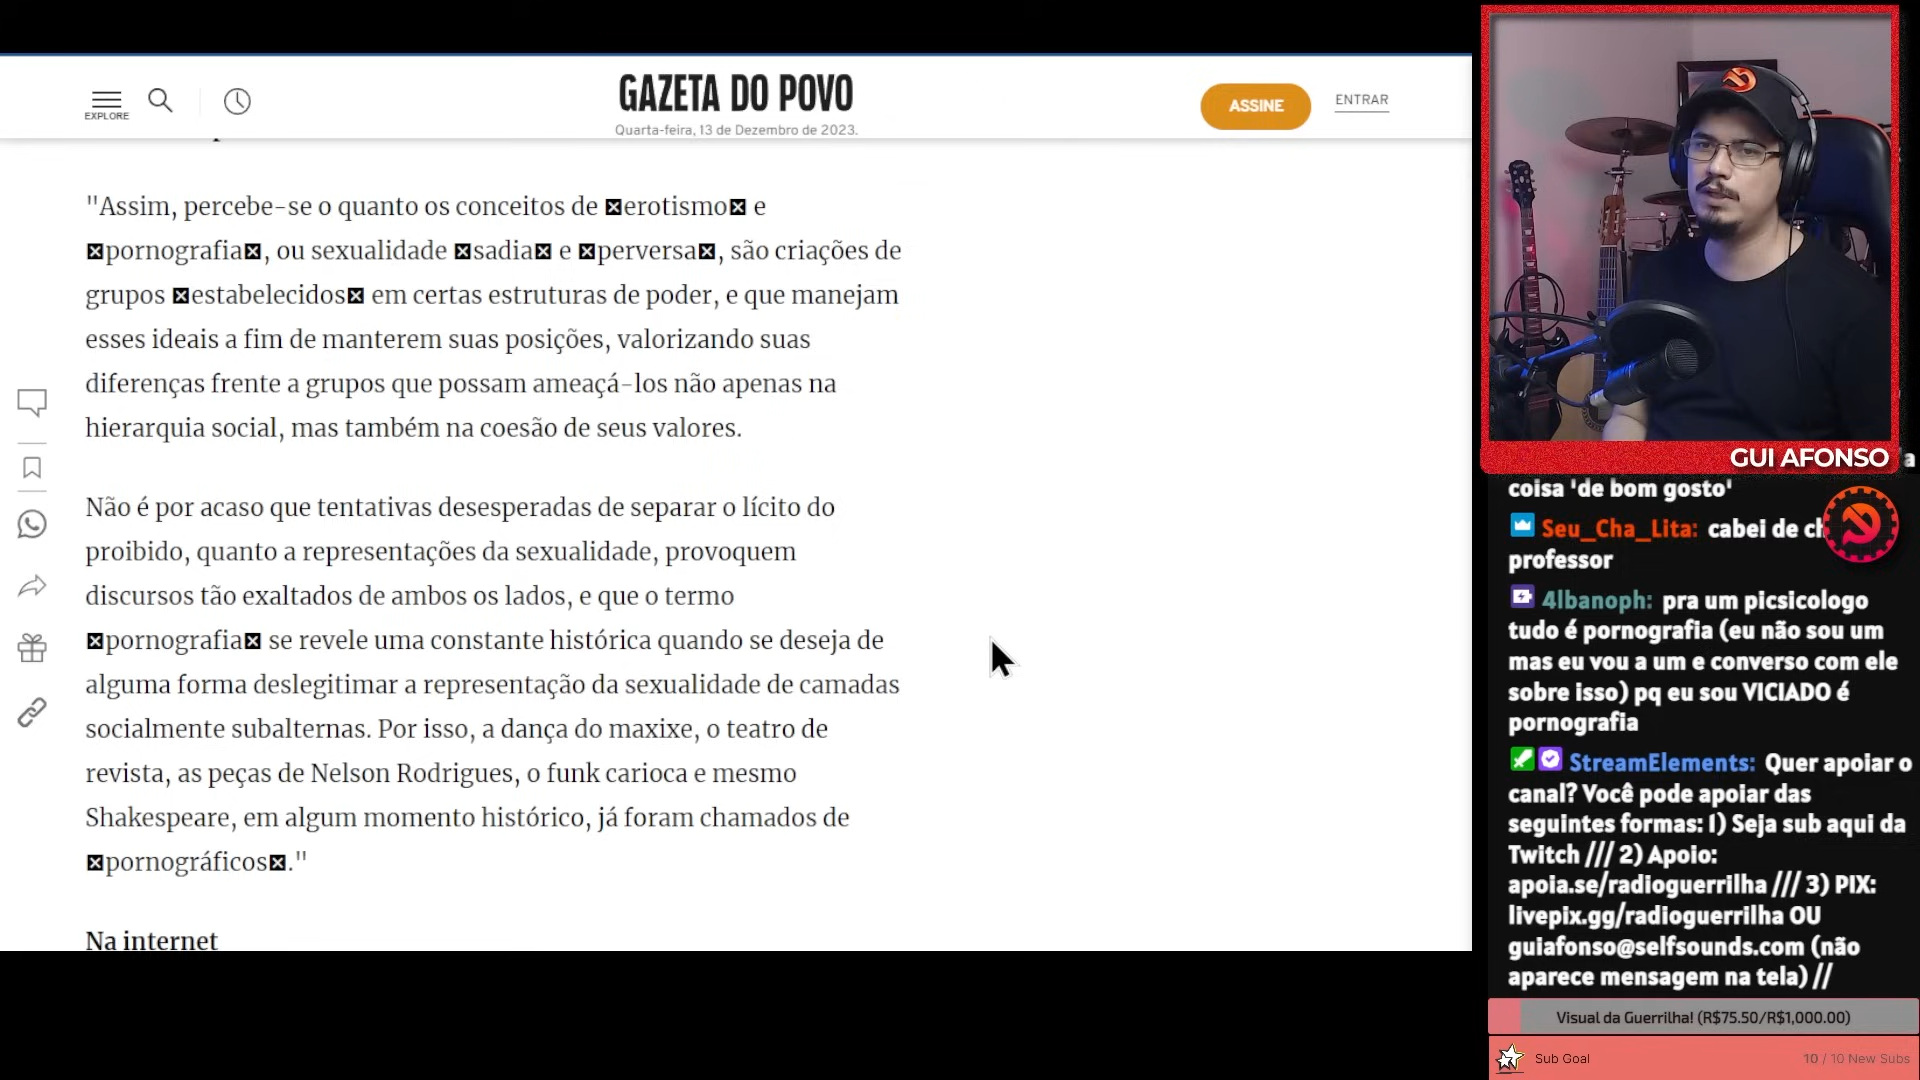 EXPLORE
GAZETA DO POVO
Quarta-feira, 13 de Dezembro de 2023.
ASSINE
ENTRAR
"Assim, percebe-se o quanto os conceitos de erotismo e
pornografia, ou sexualidade sadia e perversa, são criações de
grupos estabelecidos em certas estruturas de poder, e que manejam
esses ideais a fim de manterem suas posições, valorizando suas
diferenças frente a grupos que possam ameaçá-los não apenas na
hierarquia social, mas também na coesão de seus valores.
Não é por acaso que tentativas desesperadas de separar o lícito do
proibido, quanto a representações da sexualidade, provoquem
discursos tão exaltados de ambos os lados, e que o termo
pornografia se revele uma constante histórica quando se deseja de
alguma forma deslegitimar a representação da sexualidade de camadas
socialmente subalternas. Por isso, a dança do maxixe, o teatro de
revista, as peças de Nelson Rodrigues, o funk carioca e mesmo
Shakespeare, em algum momento histórico, já foram chamados de
pornográficos."
Na internet
GUI AFONSO
coisa 'de bom gosto'
Seu_Cha_Lita: cabei de
professor
4lbanoph: pra um picsicologo
tudo é pornografia (eu não sou um
mas eu vou a um e converso com ele
sobre isso) pq eu sou VICIADO é
pornografia
StreamElements: Quer apoiar o
canal? Você pode apoiar das
seguintes formas: 1) Seja sub aqui da
Twitch /// 2) Apoio:
apoia.se/radioguerrilha /// 3) PIX:
livepix.gg/radioguerrilha OU
guiafonso@selfsounds.com (não
aparece mensagem na tela) //
Visual da Guerrilha! (R$75.50/R$1,000.00)
Sub Goal
10 / 10 New Subs